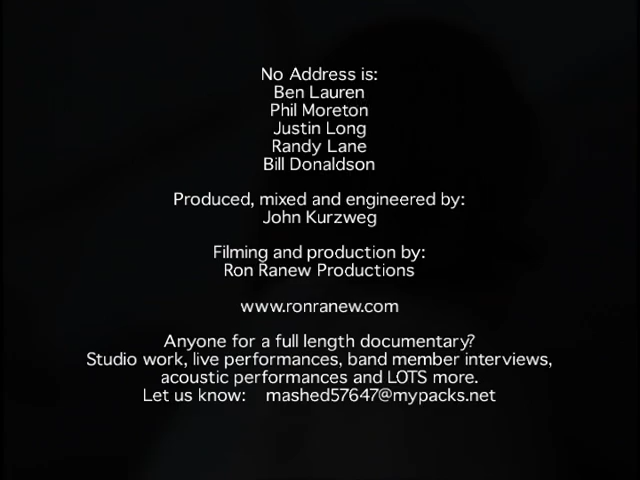 No Address is:
Ben Lauren
Phil Moreton
Justin Long
Randy Lane
Bill Donaldson
Produced, mixed and engineered by:
John Kurzweg
Filming and production by:
Ron Ranew Productions
www.ronranew.com
Anyone for a full length documentary?
Studio work, live performances, band member interviews,
acoustic performances and LOTS more.
Let us know: mashed57647@mypacks.net